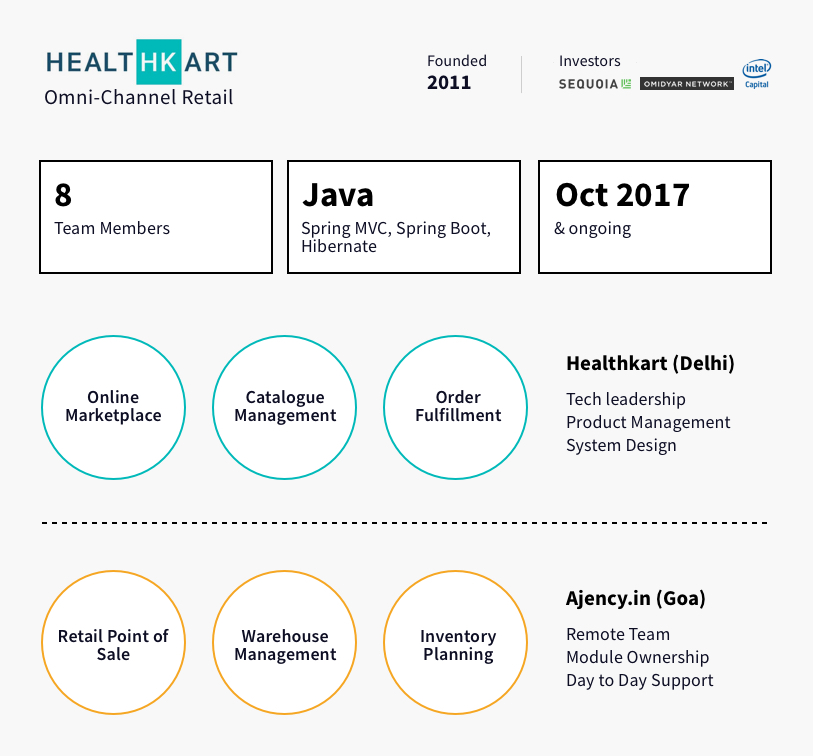 HEALTHKART
Omni-Channel Retail
Founded
2011
Investors
SEQUOIA
OMIDYAR NETWORK™
intel
Capital
8
Team Members
Java
Spring MVC, Spring Boot,
Hibernate
Oct 2017
& ongoing
Online
Marketplace
Catalogue
Management
Order
Fulfillment
Healthkart (Delhi)
Tech leadership
Product Management
System Design
Retail Point of
Sale
Warehouse
Management
Inventory
Planning
Ajency.in (Goa)
Remote Team
Module Ownership
Day to Day Support